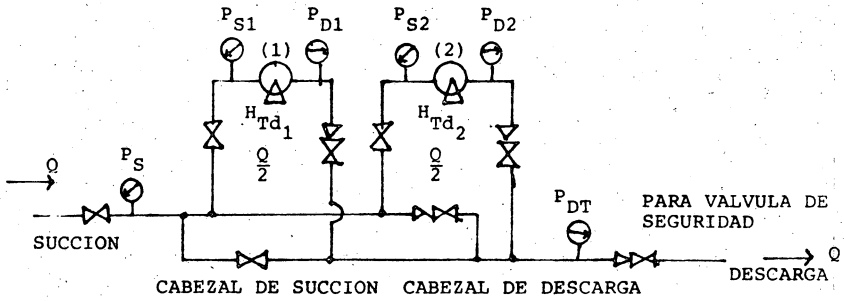 P_S1 (1) P_D1 P_S2 (2) P_D2
H_Td1 H_Td2
Q P_S Q/2 Q/2
P_DT PARA VALVULA DE
SEGURIDAD
SUCCION
Q
DESCARGA
CABEZAL DE SUCCION CABEZAL DE DESCARGA